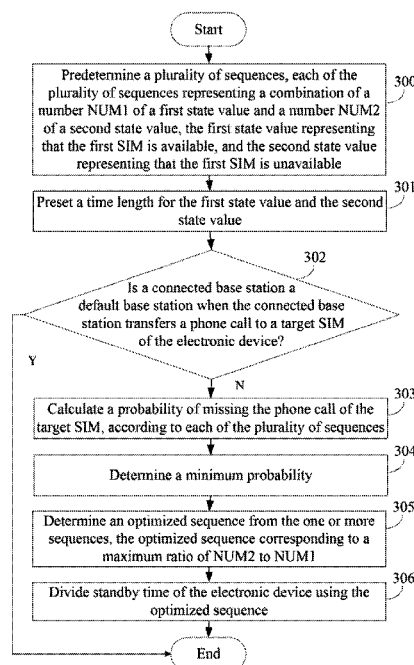 Start
Predetermine a plurality of sequences, each of the
plurality of sequences representing a combination of a
number NUM1 of a first state value and a number NUM2
of a second state value, the first state value representing
that the first SIM is available, and the second state value
representing that the first SIM is unavailable
300
Preset a time length for the first state value and the second
state value
301
302
Is a connected base station a
default base station when the connected base
station transfers a phone call to a target SIM
of the electronic device?
Y
N
303
Calculate a probability of missing the phone call of the
target SIM, according to each of the plurality of sequences
304
Determine a minimum probability
305
Determine an optimized sequence from the one or more
sequences, the optimized sequence corresponding to a
maximum ratio of NUM2 to NUM1
306
Divide standby time of the electronic device using the
optimized sequence
End